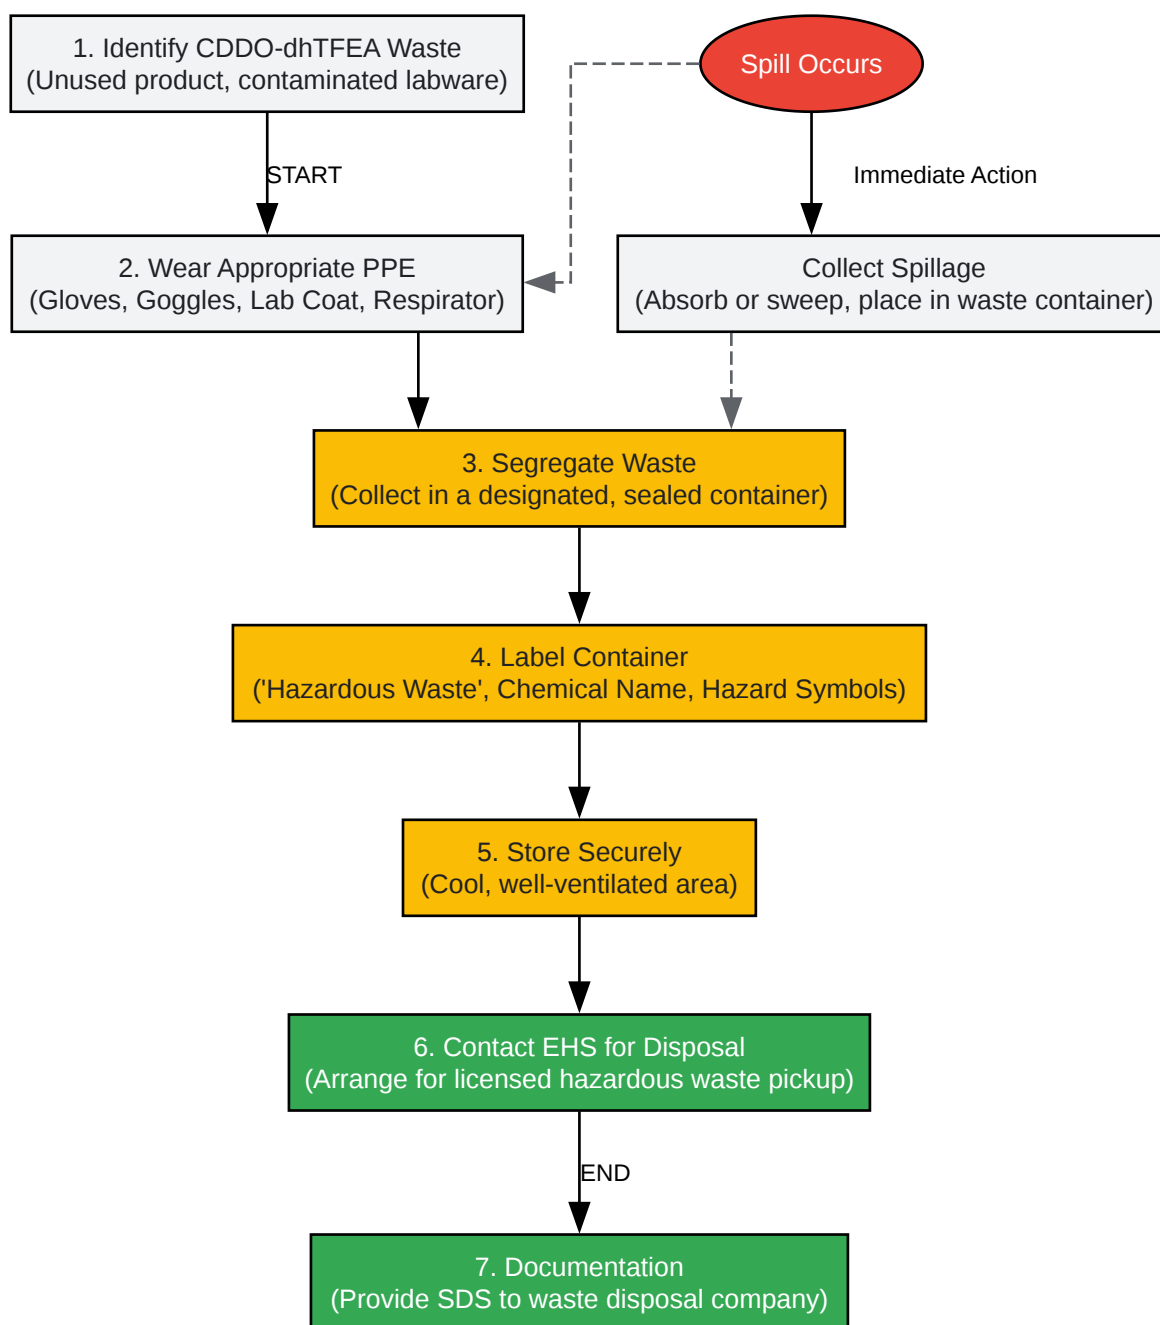 1. Identify CDDO-dhTFEA Waste
(Unused product, contaminated labware)
Spill Occurs
START
Immediate Action
2. Wear Appropriate PPE
(Gloves, Goggles, Lab Coat, Respirator)
Collect Spillage
(Absorb or sweep, place in waste container)
3. Segregate Waste
(Collect in a designated, sealed container)
4. Label Container
('Hazardous Waste', Chemical Name, Hazard Symbols)
5. Store Securely
(Cool, well-ventilated area)
6. Contact EHS for Disposal
(Arrange for licensed hazardous waste pickup)
END
7. Documentation
(Provide SDS to waste disposal company)